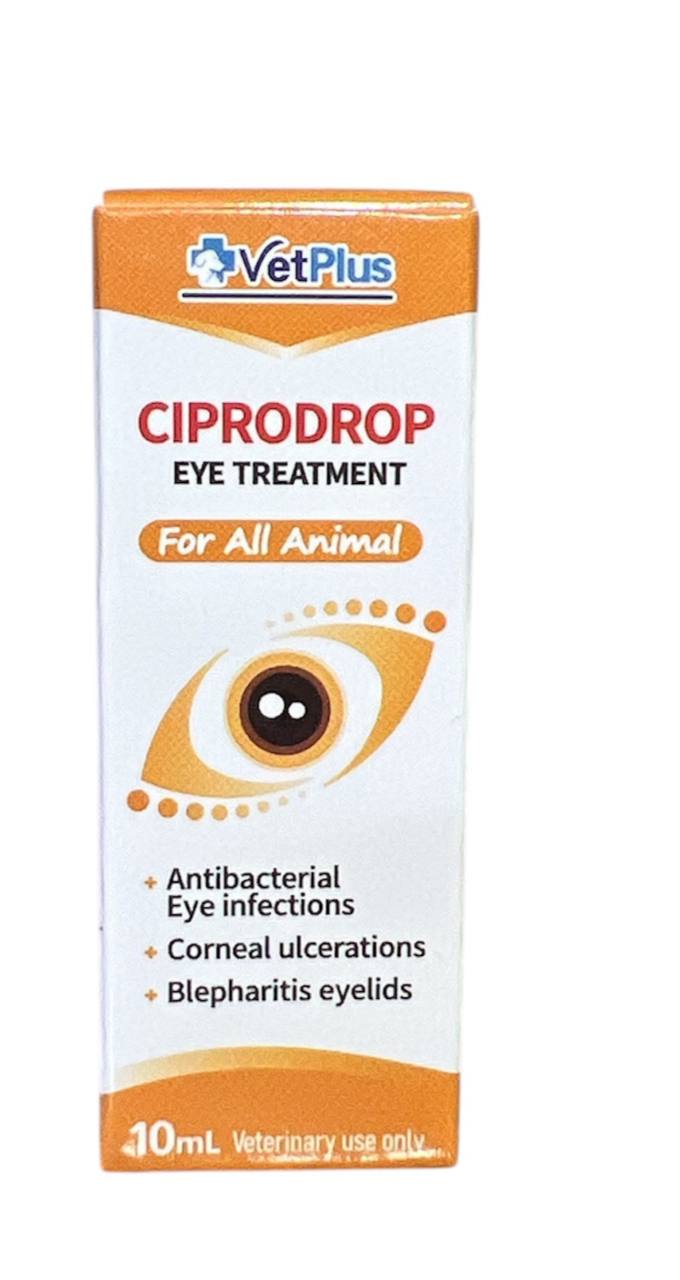 VetPlus
CIPRODROP
EYE TREATMENT
For All Animal
Antibacterial
Eye infections
Corneal ulcerations
Blepharitis eyelids
10mL Veterinary use only